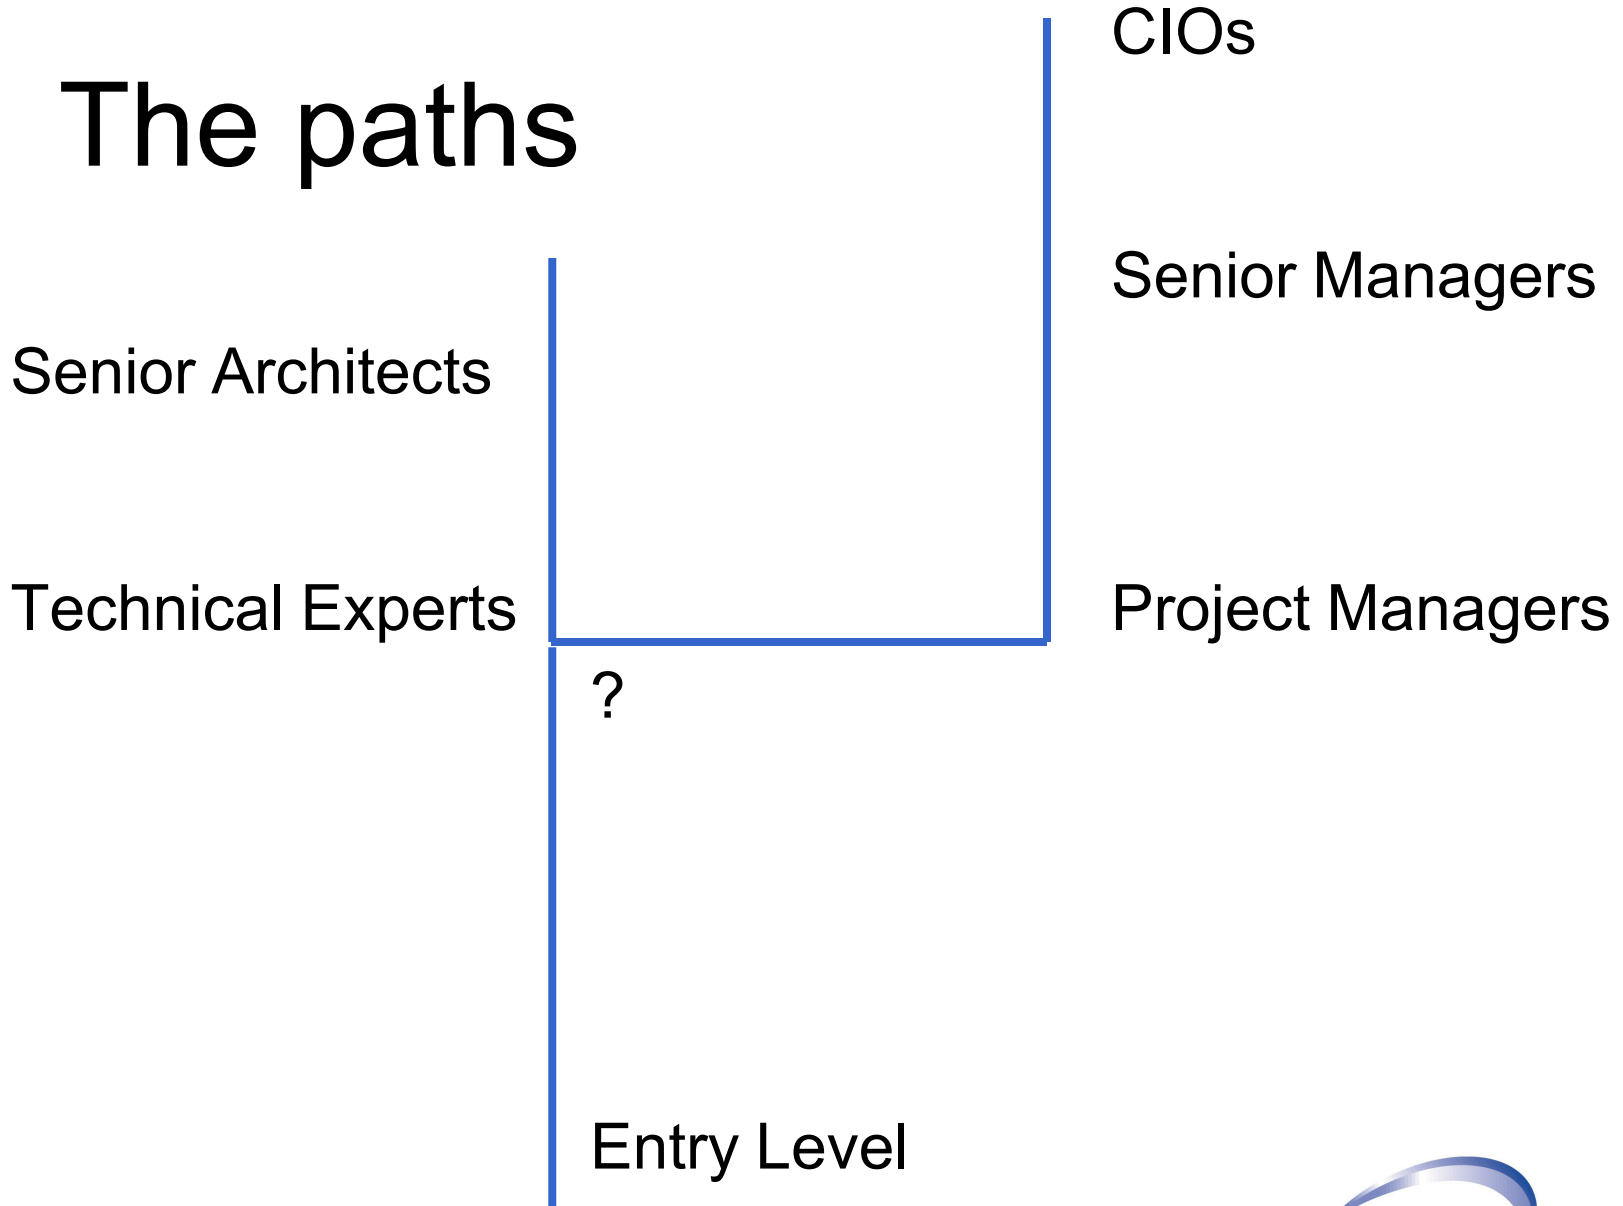 CIOs
The paths
Senior Managers
Senior Architects
Technical Experts
Project Managers
?
Entry Level